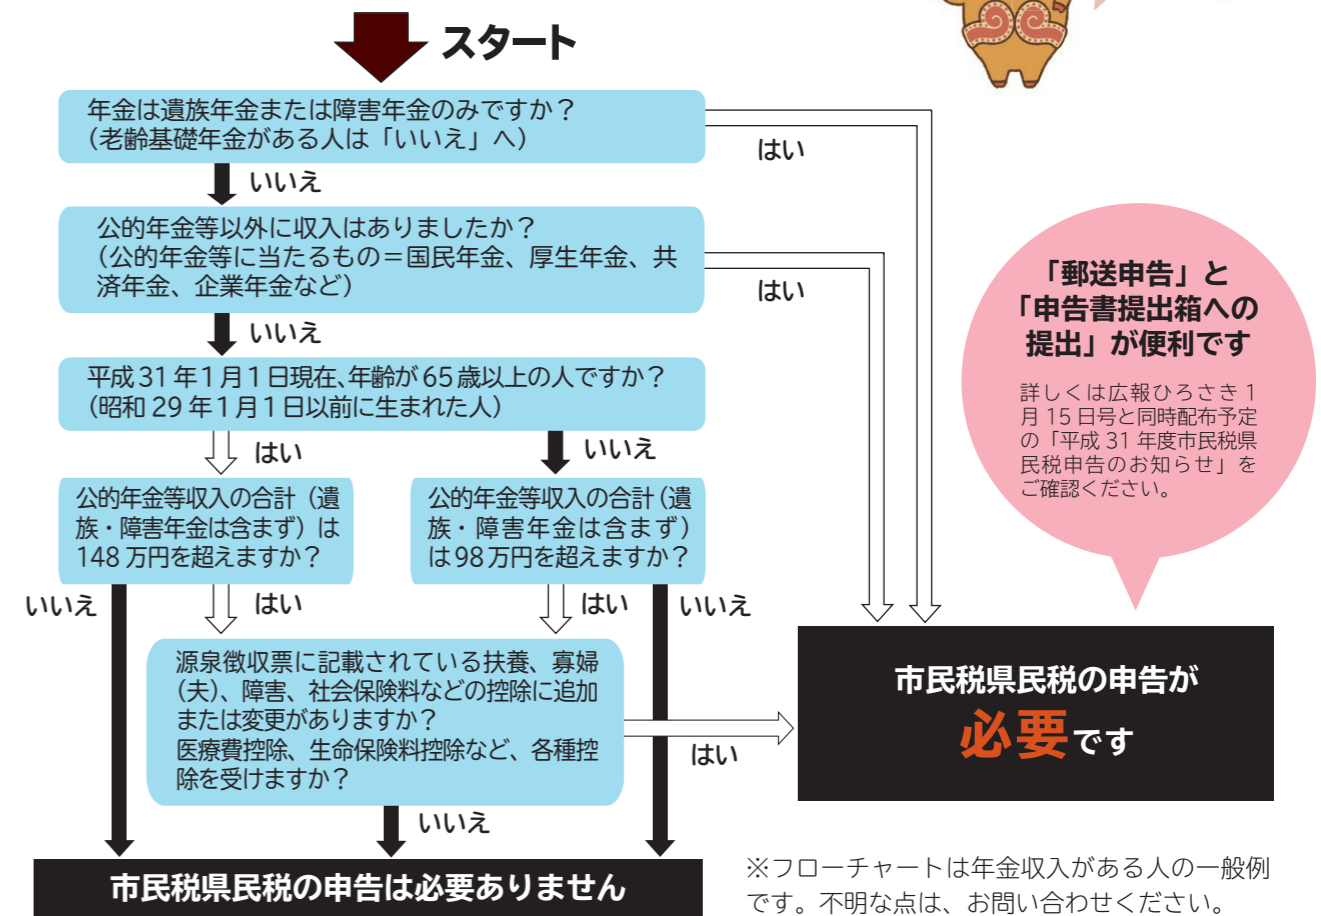 スタート
年金は遺族年金または障害年金のみですか？
（老齢基礎年金がある人は「いいえ」へ）
はい
いいえ
公的年金等以外に収入はありましたか？
（公的年金等に当たるもの＝国民年金、厚生年金、共
済年金、企業年金など）
はい
いいえ
平成 31 年１月１日現在、年齢が 65 歳以上の人ですか？
（昭和 29 年１月１日以前に生まれた人）
はい
いいえ
公的年金等収入の合計（遺
族・障害年金は含まず）は
148 万円を超えますか？
公的年金等収入の合計（遺
族・障害年金は含まず）
は 98 万円を超えますか？
いいえ
はい
はい
いいえ
源泉徴収票に記載されている扶養、寡婦
（夫）、障害、社会保険料などの控除に追加
または変更がありますか？
医療費控除、生命保険料控除など、各種控
除を受けますか？
はい
いいえ
市民税県民税の申告は必要ありません
「郵送申告」と
「申告書提出箱への
提出」が便利です
詳しくは広報ひろさき１
月 15 日号と同時配布予定
の「平成 31 年度市民税県
民税申告のお知らせ」を
ご確認ください。
市民税県民税の申告が
必要です
※フローチャートは年金収入がある人の一般例
です。不明な点は、お問い合わせください。